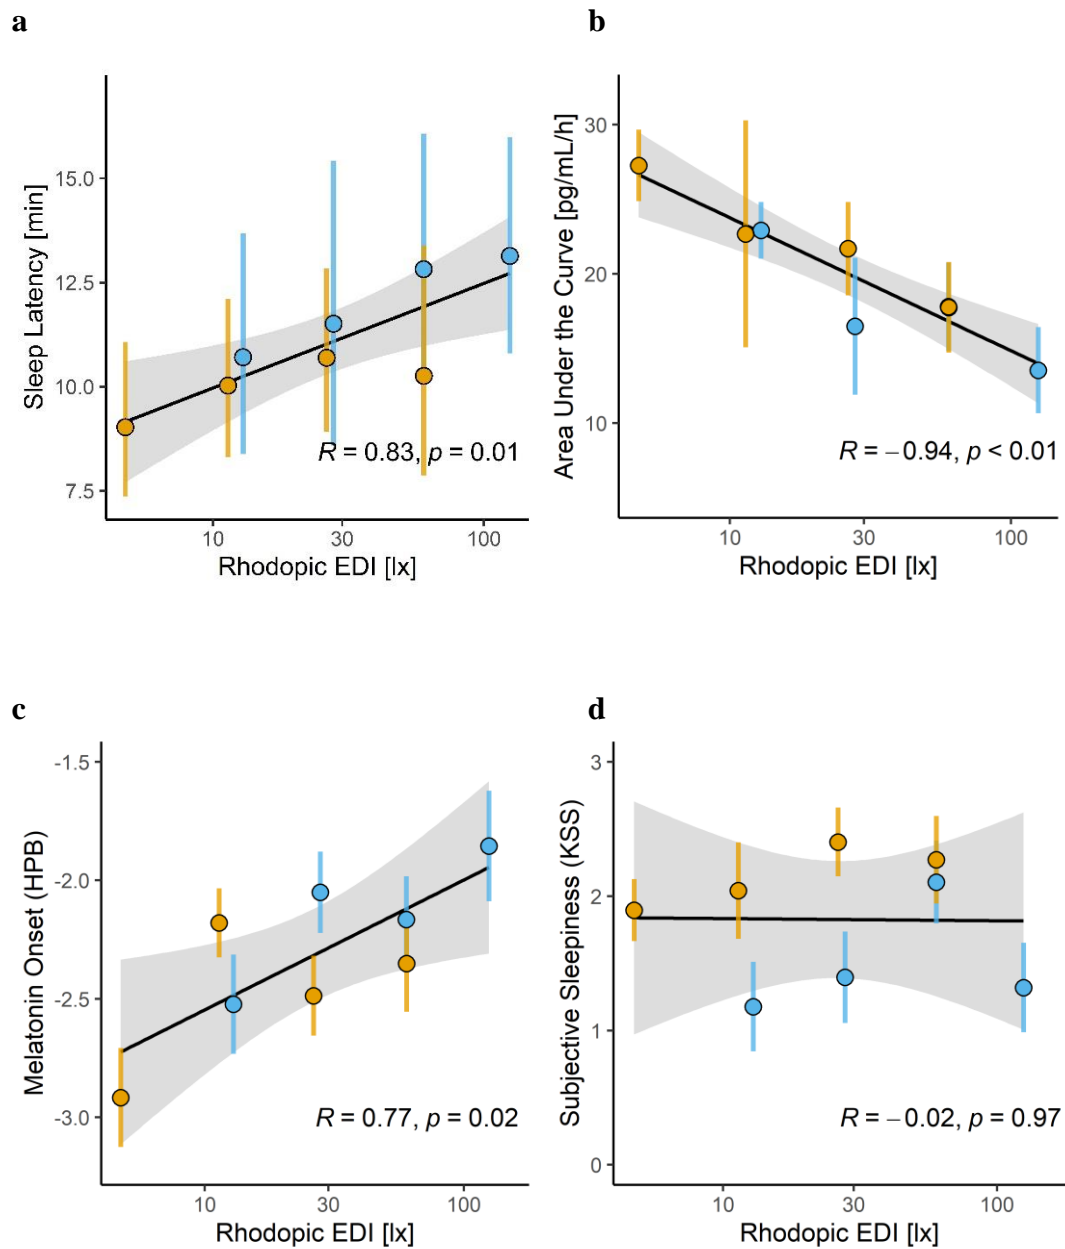 a
b
Sleep Latency [min]
15.0
12.5
10.0
7.5
R = 0.83, p = 0.01
10
30
100
Rhodopic EDI [lx]
Area Under the Curve [pg/mL/h]
30
20
10
R = −0.94, p < 0.01
10
30
100
Rhodopic EDI [lx]
c
d
Melatonin Onset (HPB)
-1.5
-2.0
-2.5
-3.0
R = 0.77, p = 0.02
10
30
100
Rhodopic EDI [lx]
Subjective Sleepiness (KSS)
3
2
1
0
R = −0.02, p = 0.97
10
30
100
Rhodopic EDI [lx]